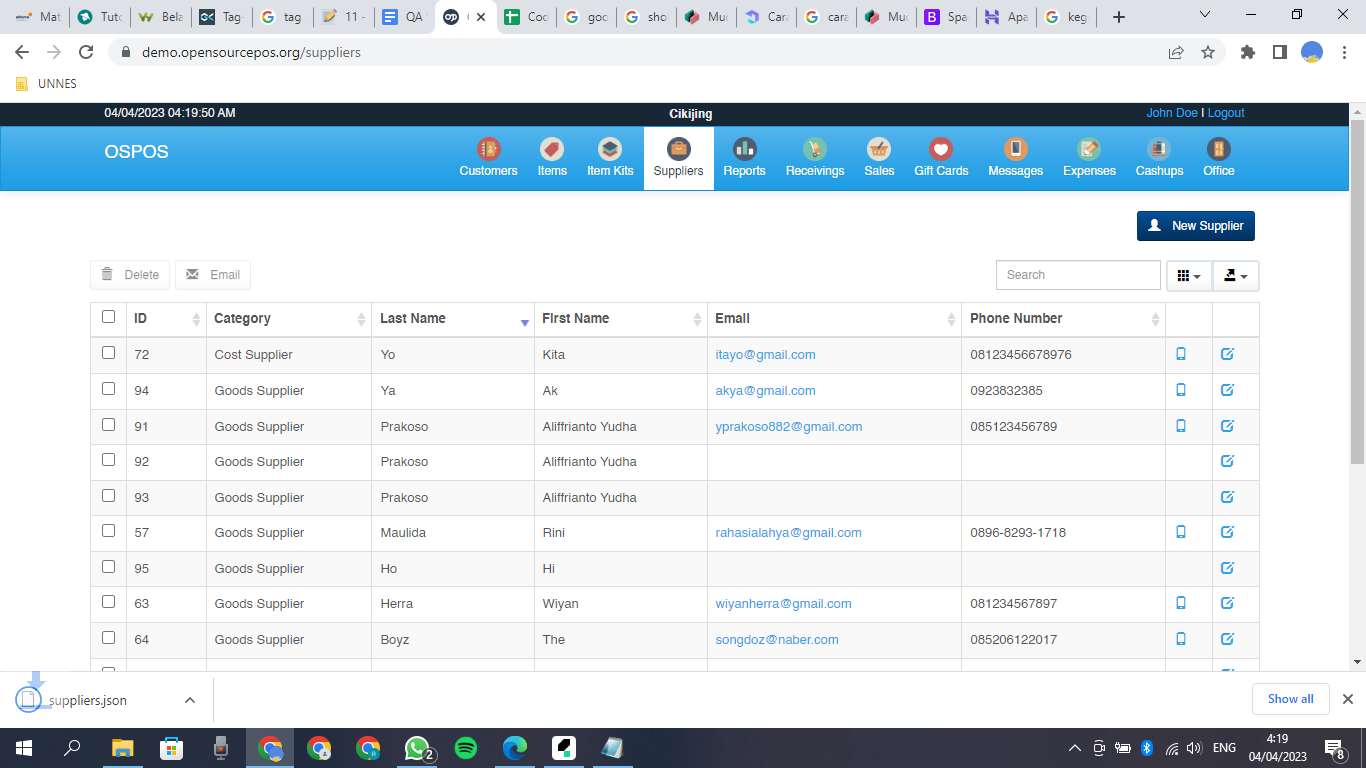 Mat Tuto Bela Tag- tag 11 - QA Cod goo sho Mud Cara cara Mud Spa Apa keg
demo.opensourcepos.org/suppliers
UNNES
04/04/2023 04:19:50 AM Cikijing John Doe | Logout
OSPOS Customers Items Item Kits Suppliers Reports Receivings Sales Gift Cards Messages Expenses Cashups Office
New Supplier
Delete Email Search
ID Category Last Name First Name Email Phone Number
72 Cost Supplier Yo Kita itayo@gmail.com 08123456678976
94 Goods Supplier Ya Ak akya@gmail.com 0923832385
91 Goods Supplier Prakoso Aliffrianto Yudha yprakoso882@gmail.com 085123456789
92 Goods Supplier Prakoso Aliffrianto Yudha
93 Goods Supplier Prakoso Aliffrianto Yudha
57 Goods Supplier Maulida Rini rahasialahya@gmail.com 0896-8293-1718
95 Goods Supplier Ho Hi
63 Goods Supplier Herra Wiyan wiyanherra@gmail.com 081234567897
64 Goods Supplier Boyz The songdoz@naber.com 085206122017
suppliers.json Show all
2 ENG 4:19
04/04/2023 8